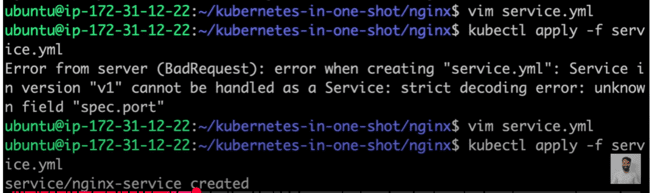 ubuntu@ip-172-31-12-22:~/kubernetes-in-one-shot/nginx$ vim service.yml
ubuntu@ip-172-31-12-22:~/kubernetes-in-one-shot/nginx$ kubectl apply -f serv
ice.yml
Error from server (BadRequest): error when creating "service.yml": Service i
n version "v1" cannot be handled as a Service: strict decoding error: unknow
n field "spec.port"
ubuntu@ip-172-31-12-22:~/kubernetes-in-one-shot/nginx$ vim service.yml
ubuntu@ip-172-31-12-22:~/kubernetes-in-one-shot/nginx$ kubectl apply -f serv
ice.yml
service/nginx-service created